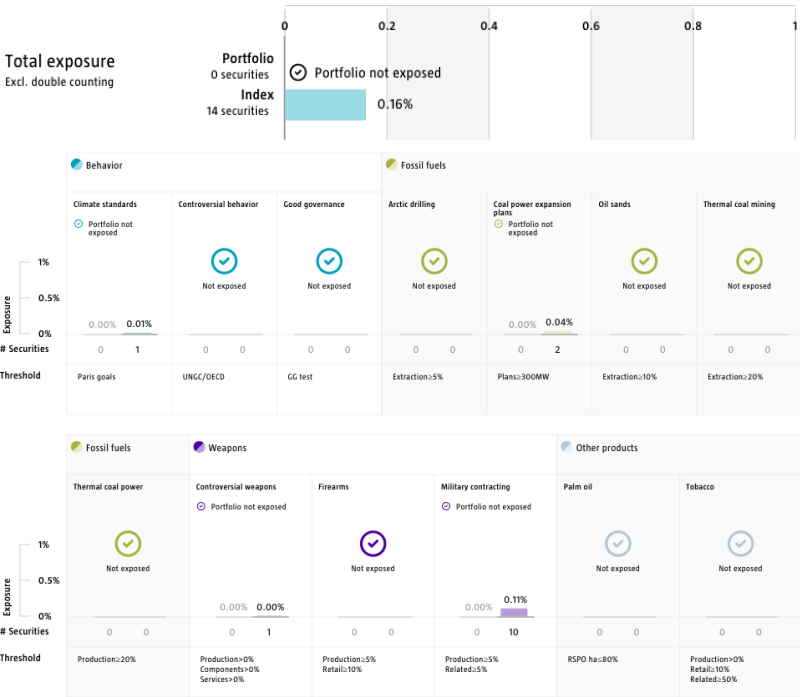 0 0.2 0.4 0.6 0.8 1
Total exposure
Excl. double counting
Portfolio
0 securities
Portfolio not exposed
Index
14 securities
0.16%
Behavior
Fossil fuels
Climate standards
Controversial behavior
Good governance
Arctic drilling
Coal power expansion
plans
Oil sands
Thermal coal mining
Portfolio not
exposed
Portfolio not
exposed
Not exposed
Not exposed
Not exposed
Not exposed
Not exposed
Exposure
1%
0.5%
0%
0.00% 0.01%
0.00% 0.04%
# Securities 0 1 0 0 0 0 0 0 0 2 0 0 0 0
Threshold Paris goals UNGC/OECD GG test Extraction≥5% Plans≥300MW Extraction≥10% Extraction≥20%
Fossil fuels
Weapons
Other products
Thermal coal power
Controversial weapons
Firearms
Military contracting
Palm oil
Tobacco
Portfolio not exposed
Portfolio not exposed
Not exposed
Not exposed
Not exposed
Not exposed
Exposure
1%
0.5%
0%
0.00% 0.00%
0.00% 0.11%
# Securities 0 0 0 1 0 0 0 10 0 0 0 0
Threshold Production≥20% Production>0% Production≥5% Production≥5% RSPO ha≤80% Production>0%
Components>0% Retail≥10% Related≥5% Retail≥10%
Services>0% Related≥50%